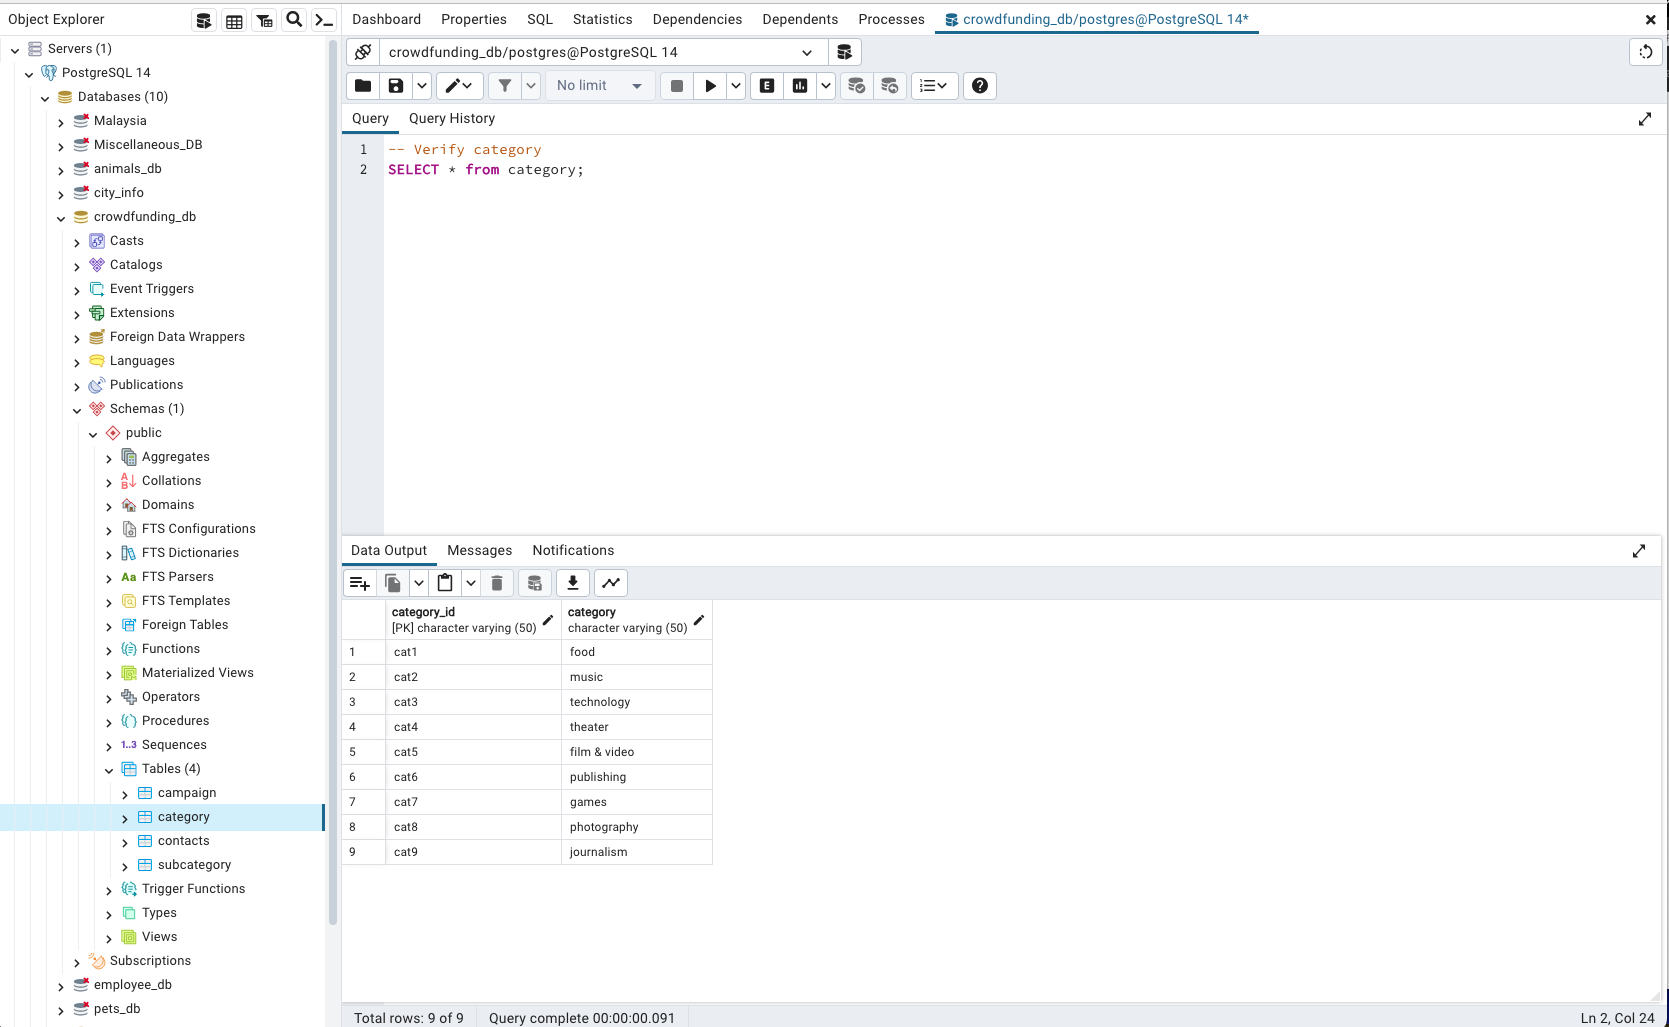 Object Explorer
Dashboard Properties SQL Statistics Dependencies Dependents Processes crowdfunding_db/postgres@PostgreSQL 14*
Servers (1)
PostgreSQL 14
Databases (10)
Malaysia
Miscellaneous_DB
animals_db
city_info
crowdfunding_db
Casts
Catalogs
Event Triggers
Extensions
Foreign Data Wrappers
Languages
Publications
Schemas (1)
public
Aggregates
Collations
Domains
FTS Configurations
FTS Dictionaries
Aa FTS Parsers
FTS Templates
Foreign Tables
Functions
Materialized Views
Operators
Procedures
1..3 Sequences
Tables (4)
campaign
category
contacts
subcategory
Trigger Functions
Types
Views
Subscriptions
employee_db
pets_db
crowdfunding_db/postgres@PostgreSQL 14
No limit E
Query Query History
1 -- Verify category
2 SELECT * from category;
Data Output Messages Notifications
category_id category
[PK] character varying (50) character varying (50)
1 cat1 food
2 cat2 music
3 cat3 technology
4 cat4 theater
5 cat5 film & video
6 cat6 publishing
7 cat7 games
8 cat8 photography
9 cat9 journalism
Total rows: 9 of 9 Query complete 00:00:00.091 Ln 2, Col 24